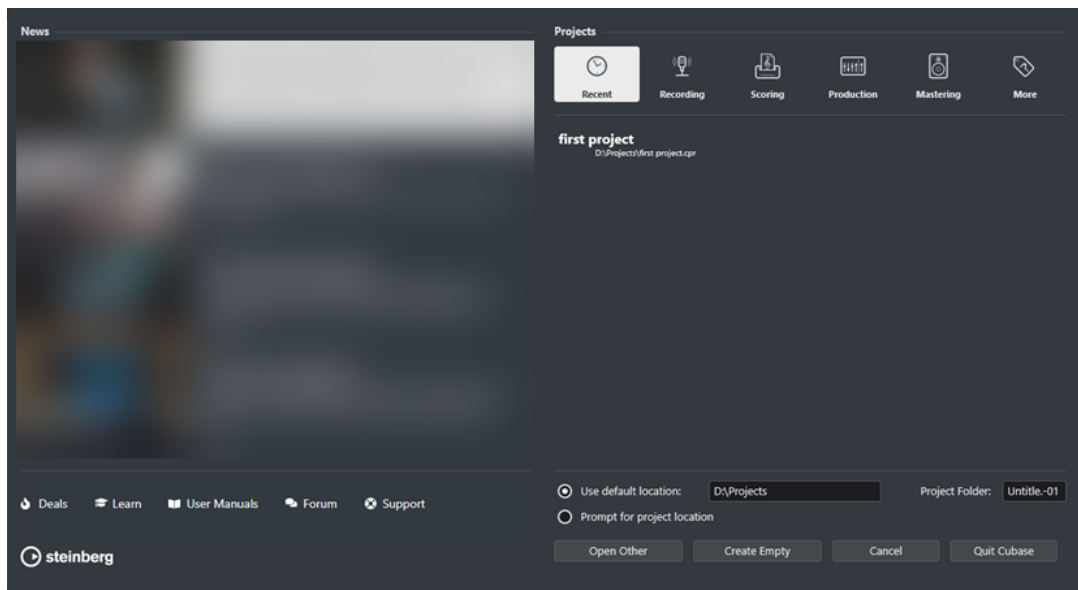 News
Projects
Recent
Recording
Scoring
Production
Mastering
More
first project
D:\Projects\first project.cpr
Deals
Learn
User Manuals
Forum
Support
steinberg
Use default location:
D:\Projects
Project Folder:
Untitle.-01
Prompt for project location
Open Other
Create Empty
Cancel
Quit Cubase